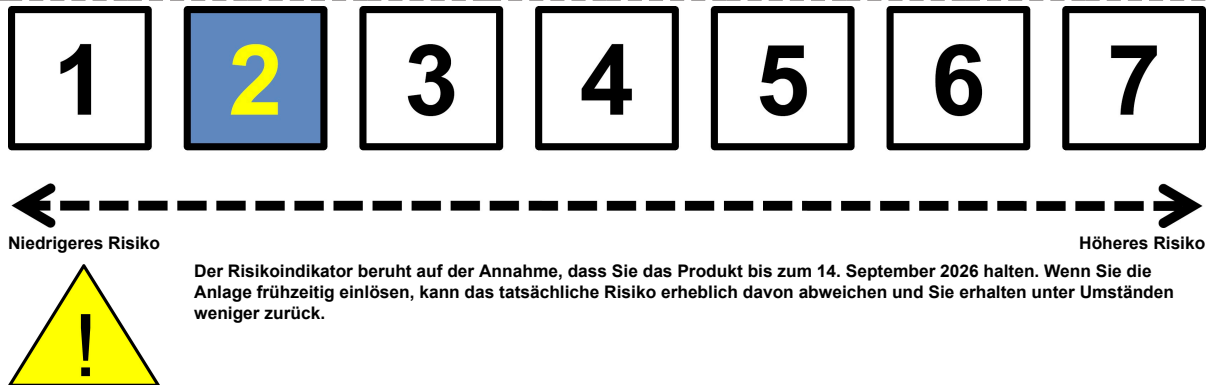 1 2 3 4 5 6 7
Niedrigeres Risiko Höheres Risiko
Der Risikoindikator beruht auf der Annahme, dass Sie das Produkt bis zum 14. September 2026 halten. Wenn Sie die
Anlage frühzeitig einlösen, kann das tatsächliche Risiko erheblich davon abweichen und Sie erhalten unter Umständen
weniger zurück.
!